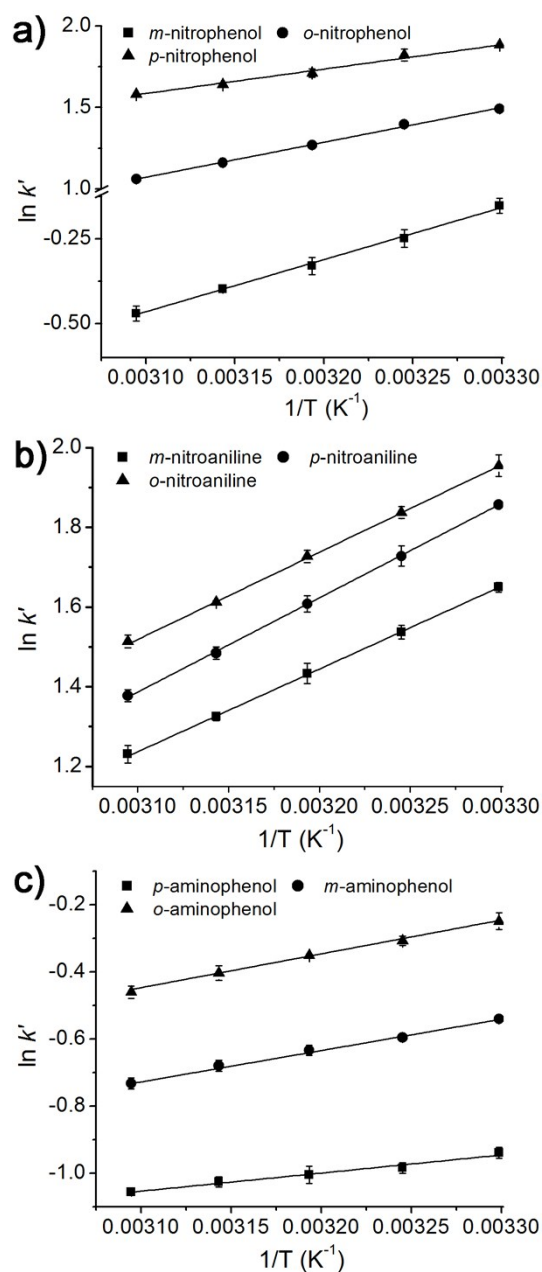 a)
■ m-nitrophenol ● o-nitrophenol
▲ p-nitrophenol
2.0
1.5
1.0
-0.25
-0.50
ln k'
0.00310 0.00315 0.00320 0.00325 0.00330
1/T (K⁻¹)
b)
■ m-nitroaniline ● p-nitroaniline
▲ o-nitroaniline
2.0
1.8
1.6
1.4
1.2
ln k'
0.00310 0.00315 0.00320 0.00325 0.00330
1/T (K⁻¹)
c)
■ p-aminophenol ● m-aminophenol
▲ o-aminophenol
-0.2
-0.4
-0.6
-0.8
-1.0
ln k'
0.00310 0.00315 0.00320 0.00325 0.00330
1/T (K⁻¹)